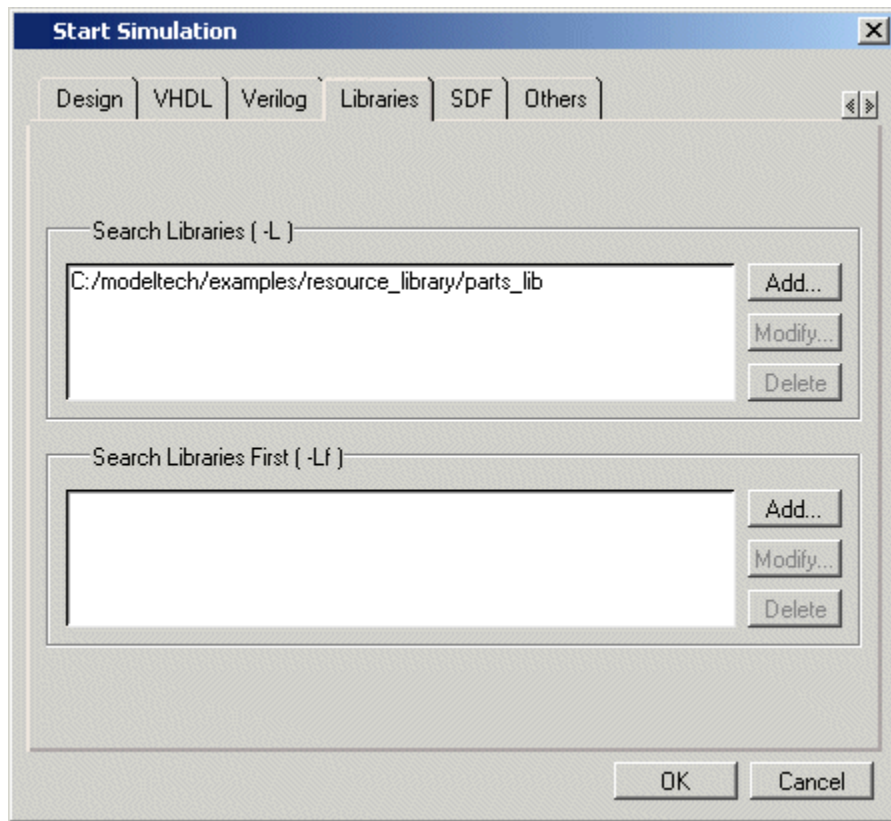 Start Simulation
Design VHDL Verilog Libraries SDF Others
Search Libraries ( -L )
C:/modeltech/examples/resource_library/parts_lib
Add...
Modify...
Delete
Search Libraries First ( -Lf )
Add...
Modify...
Delete
OK Cancel